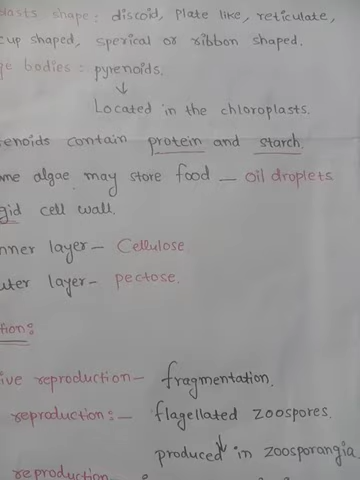 shape: discoid, plate like, reticulate,
cup shaped, sperical or ribbon shaped.
bodies: pyrenoids.
↓
Located in the chloroplasts.
enoids contain protein and starch.
me algae may store food — oil droplets
gid cell wall.
nner layer — Cellulose
uter layer — pectose.
tion:
ive reproduction — fragmentation.
reproduction: — flagellated zoospores.
↓
produced in zoosporangia
reproduction